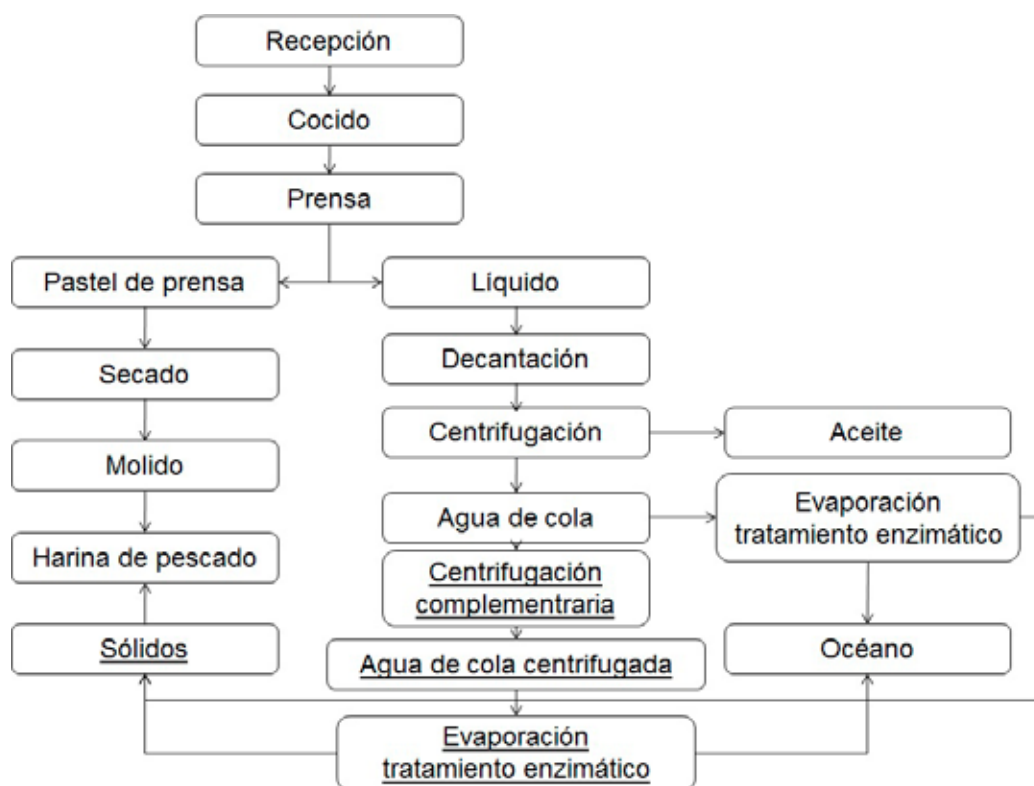 Recepción
Cocido
Prensa
Pastel de prensa
Líquido
Secado
Decantación
Molido
Centrifugación
Aceite
Harina de pescado
Agua de cola
Evaporación
tratamiento enzimático
Centrifugación
complementraria
Sólidos
Agua de cola centrifugada
Océano
Evaporación
tratamiento enzimático